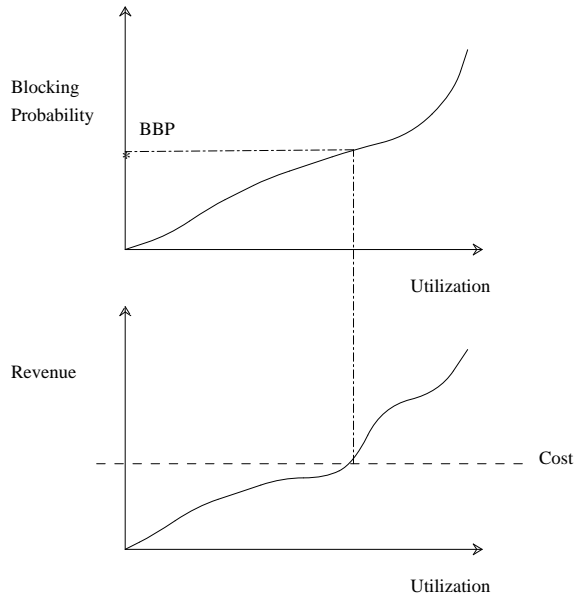 Blocking
Probability
BBP
*
Utilization
Revenue
Cost
Utilization